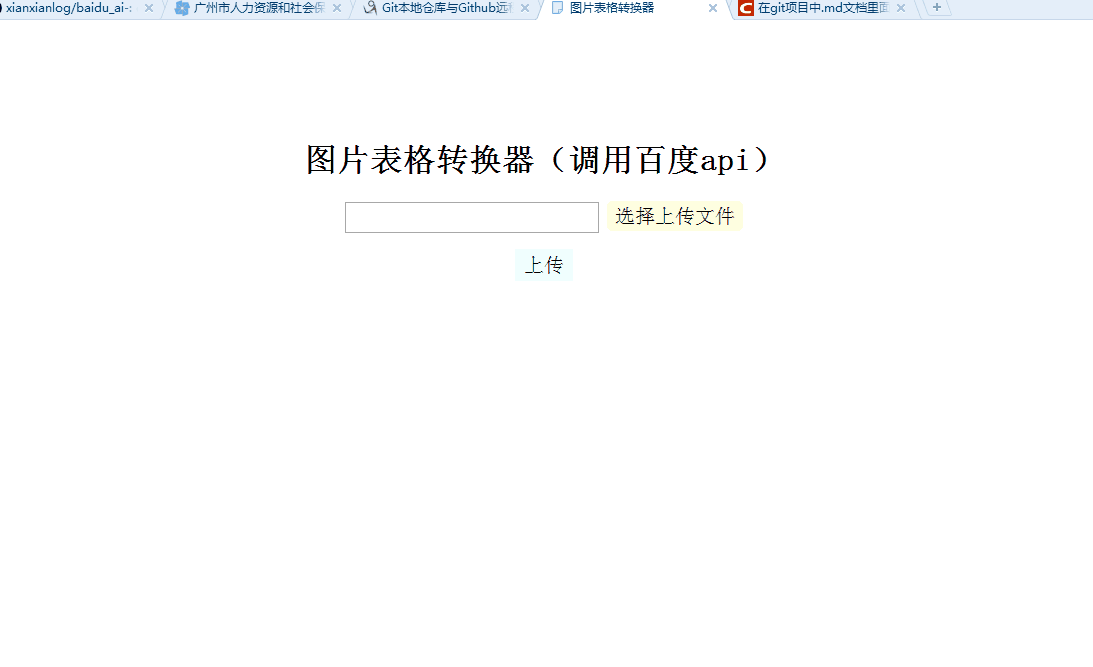 xianxianlog/baidu_ai-:
广州市人力资源和社会保
Git本地仓库与Github远程
图片表格转换器
在git项目中.md文档里面
图片表格转换器（调用百度api）
选择上传文件
上传